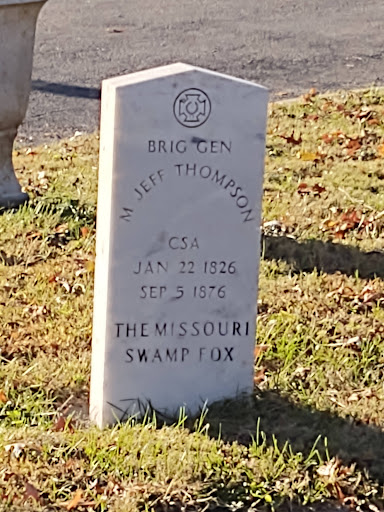 BRIG GEN
M JEFF THOMPSON
CSA
JAN 22 1826
SEP 5 1876
THE MISSOURI
SWAMP FOX